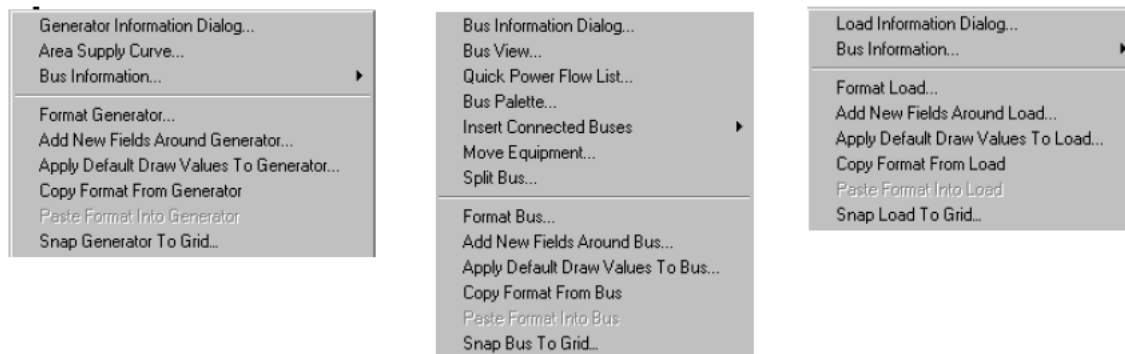 Generator Information Dialog...
Area Supply Curve...
Bus Information...
Format Generator...
Add New Fields Around Generator...
Apply Default Draw Values To Generator...
Copy Format From Generator
Paste Format Into Generator
Snap Generator To Grid...
Bus Information Dialog...
Bus View...
Quick Power Flow List...
Bus Palette...
Insert Connected Buses
Move Equipment...
Split Bus...
Format Bus...
Add New Fields Around Bus...
Apply Default Draw Values To Bus...
Copy Format From Bus
Paste Format Into Bus
Snap Bus To Grid...
Load Information Dialog...
Bus Information...
Format Load...
Add New Fields Around Load...
Apply Default Draw Values To Load...
Copy Format From Load
Paste Format Into Load
Snap Load To Grid...